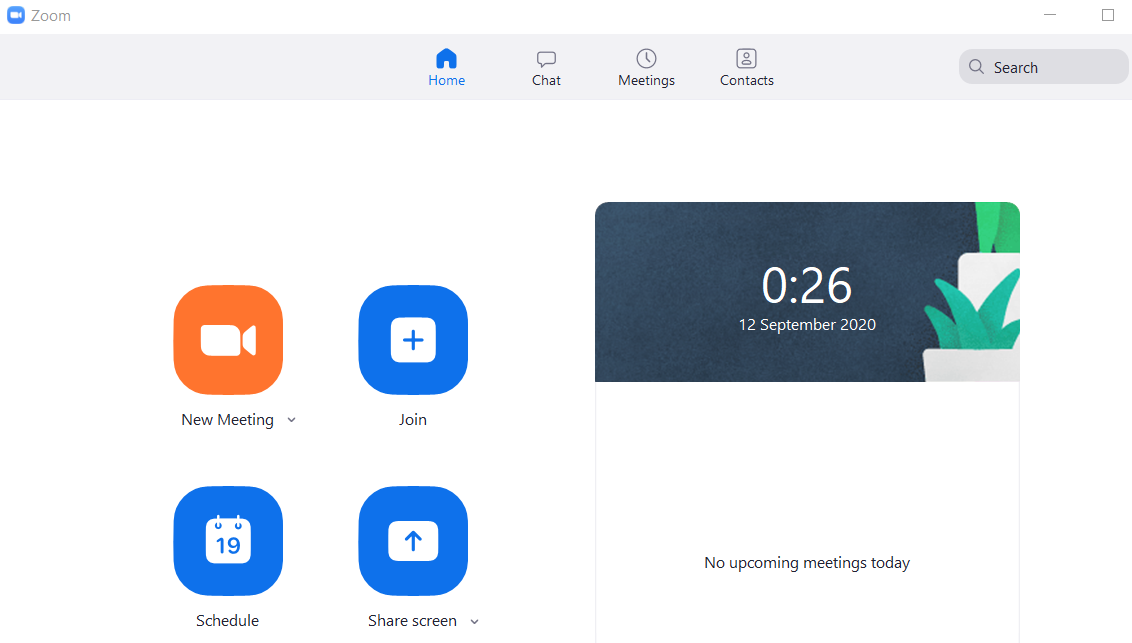 Zoom
Home Chat Meetings Contacts Search
0:26
12 September 2020
New Meeting Join
19
Schedule Share screen
No upcoming meetings today